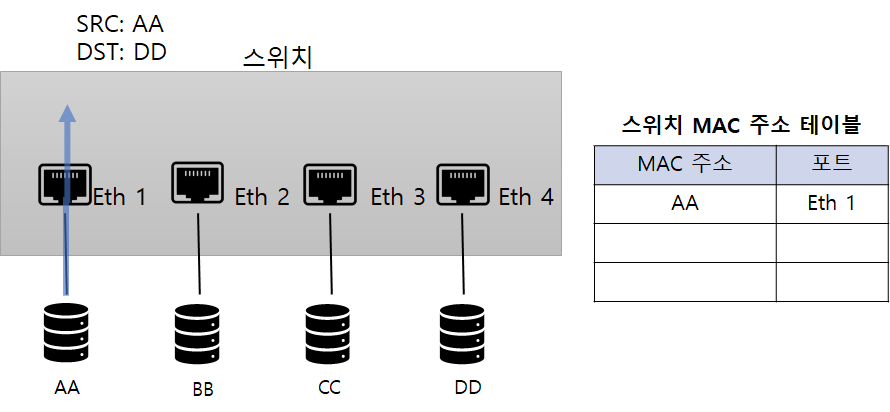 SRC: AA
DST: DD
스위치
Eth 1
Eth 2
Eth 3
Eth 4
AA
BB
CC
DD
스위치 MAC 주소 테이블
MAC 주소 포트
AA Eth 1